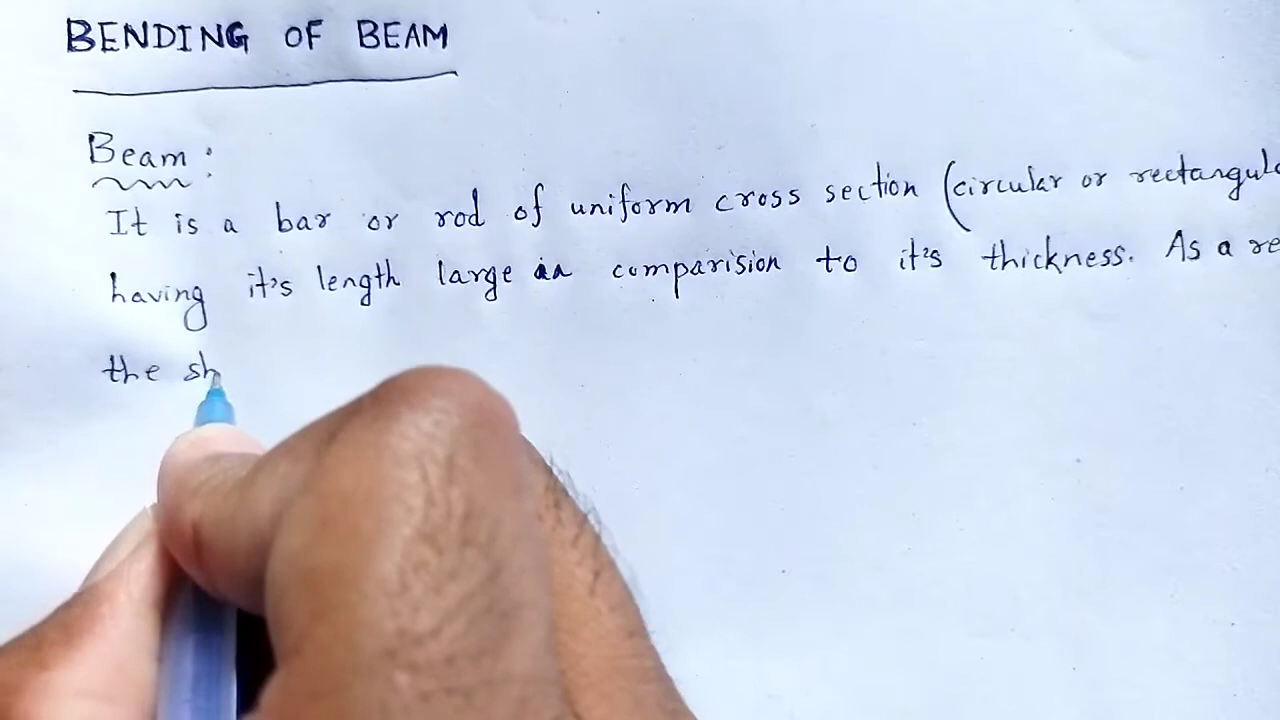 BENDING OF BEAM
Beam:
It is a bar or rod of uniform cross section (circular or rectangula
having it's length large in comparision to it's thickness. As a re
the sh